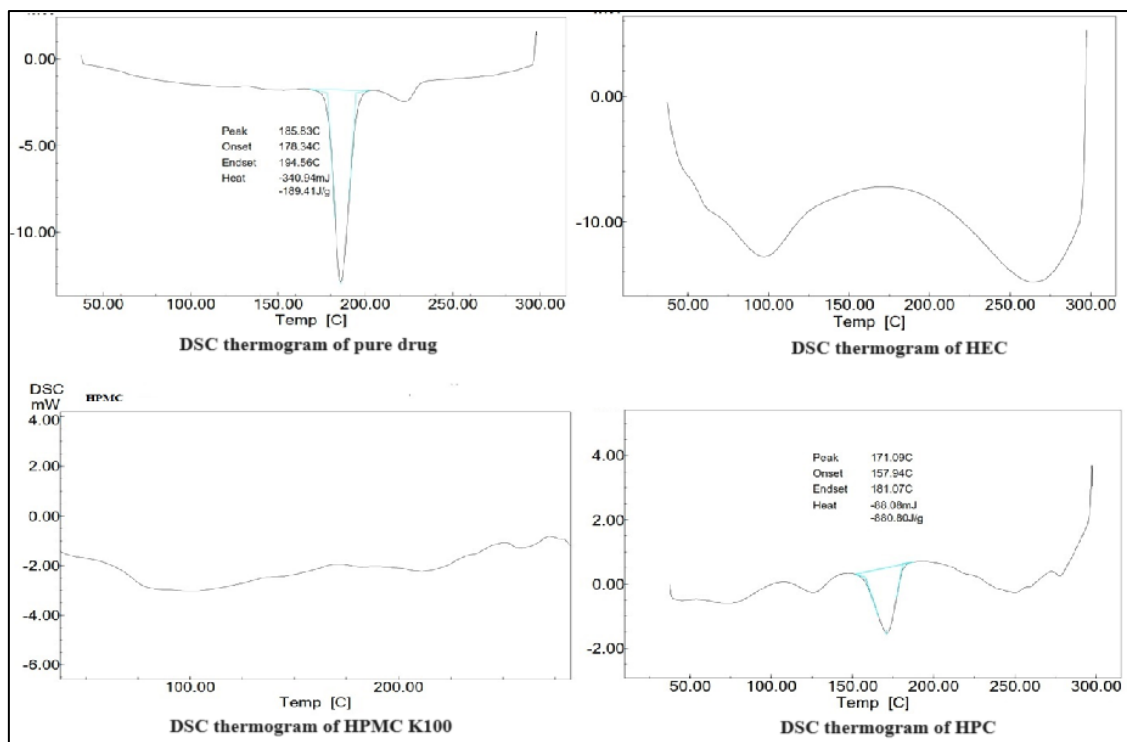 0.00
-5.00
-10.00
Peak 185.83C
Onset 178.34C
Endset 194.56C
Heat -340.94mJ
-189.41J/g
50.00 100.00 150.00 200.00 250.00 300.00
Temp [C]
DSC thermogram of pure drug
0.00
-10.00
50.00 100.00 150.00 200.00 250.00 300.00
Temp [C]
DSC thermogram of HEC
DSC
mW
HPMC
4.00
2.00
0.00
-2.00
-4.00
-6.00
100.00 200.00
Temp [C]
DSC thermogram of HPMC K100
4.00
2.00
0.00
-2.00
Peak 171.09C
Onset 157.94C
Endset 181.07C
Heat -88.08mJ
-880.80J/g
50.00 100.00 150.00 200.00 250.00 300.00
Temp [C]
DSC thermogram of HPC